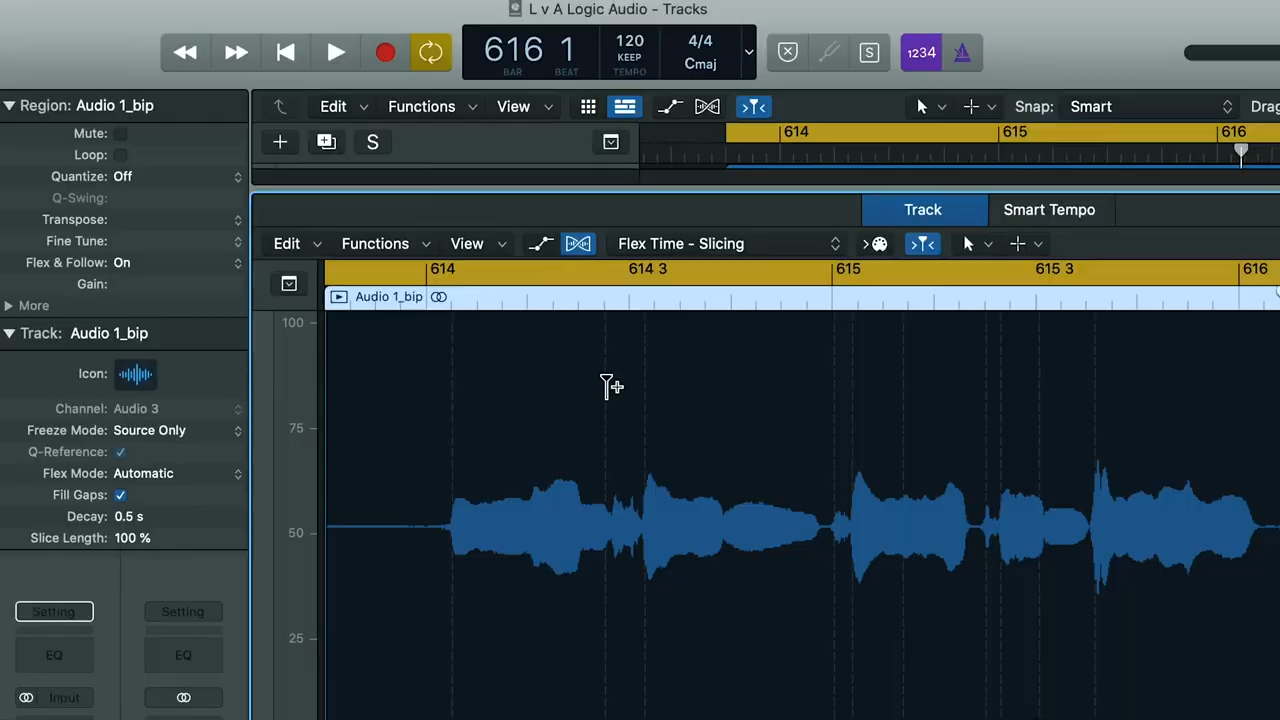 L v A Logic Audio - Tracks
616 1
BAR BEAT
120
KEEP
TEMPO
4/4
Cmaj
S
1234
Region: Audio 1_bip
Mute:
Loop:
Quantize: Off
Q-Swing:
Transpose:
Fine Tune:
Flex & Follow: On
Gain:
More
Track: Audio 1_bip
Icon:
Channel: Audio 3
Freeze Mode: Source Only
Q-Reference:
Flex Mode: Automatic
Fill Gaps:
Decay: 0.5 s
Slice Length: 100 %
Setting Setting
EQ EQ
Input
Edit Functions View Snap: Smart Drag
S
614 615 616
Track Smart Tempo
Edit Functions View Flex Time - Slicing
614 614 3 615 615 3 616
Audio 1_bip
100
75
50
25